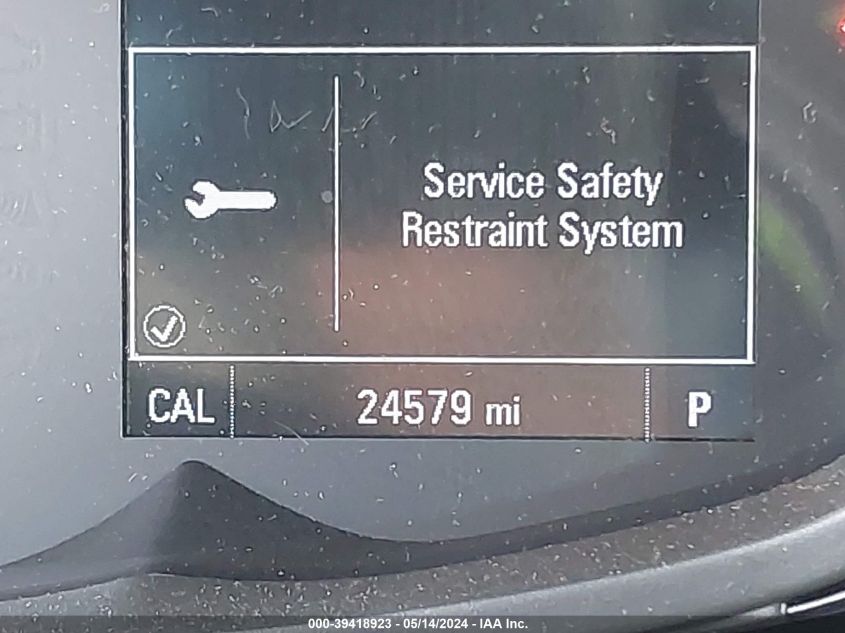 Service Safety
Restraint System
CAL 24579 mi P
000-39418923 - 05/14/2024 - IAA Inc.